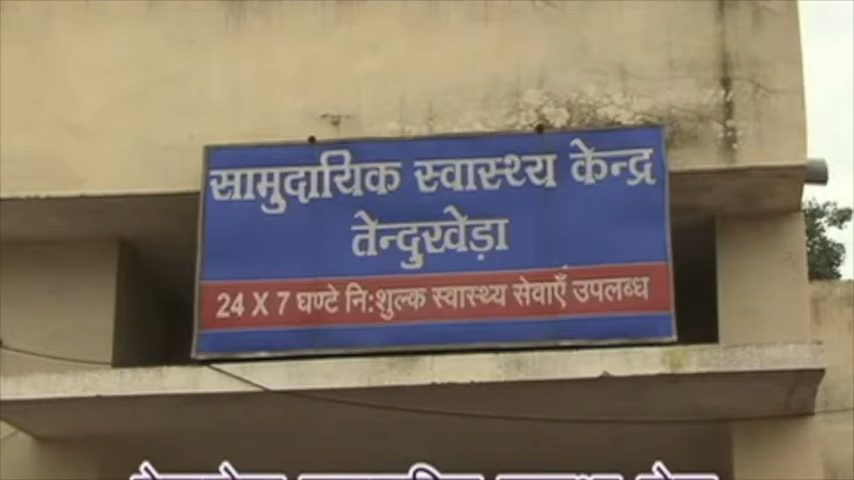 सामुदायिक स्वास्थ्य केन्द्र
तेन्दुखेड़ा
24 X 7 घण्टे नि:शुल्क स्वास्थ्य सेवाएँ उपलब्ध